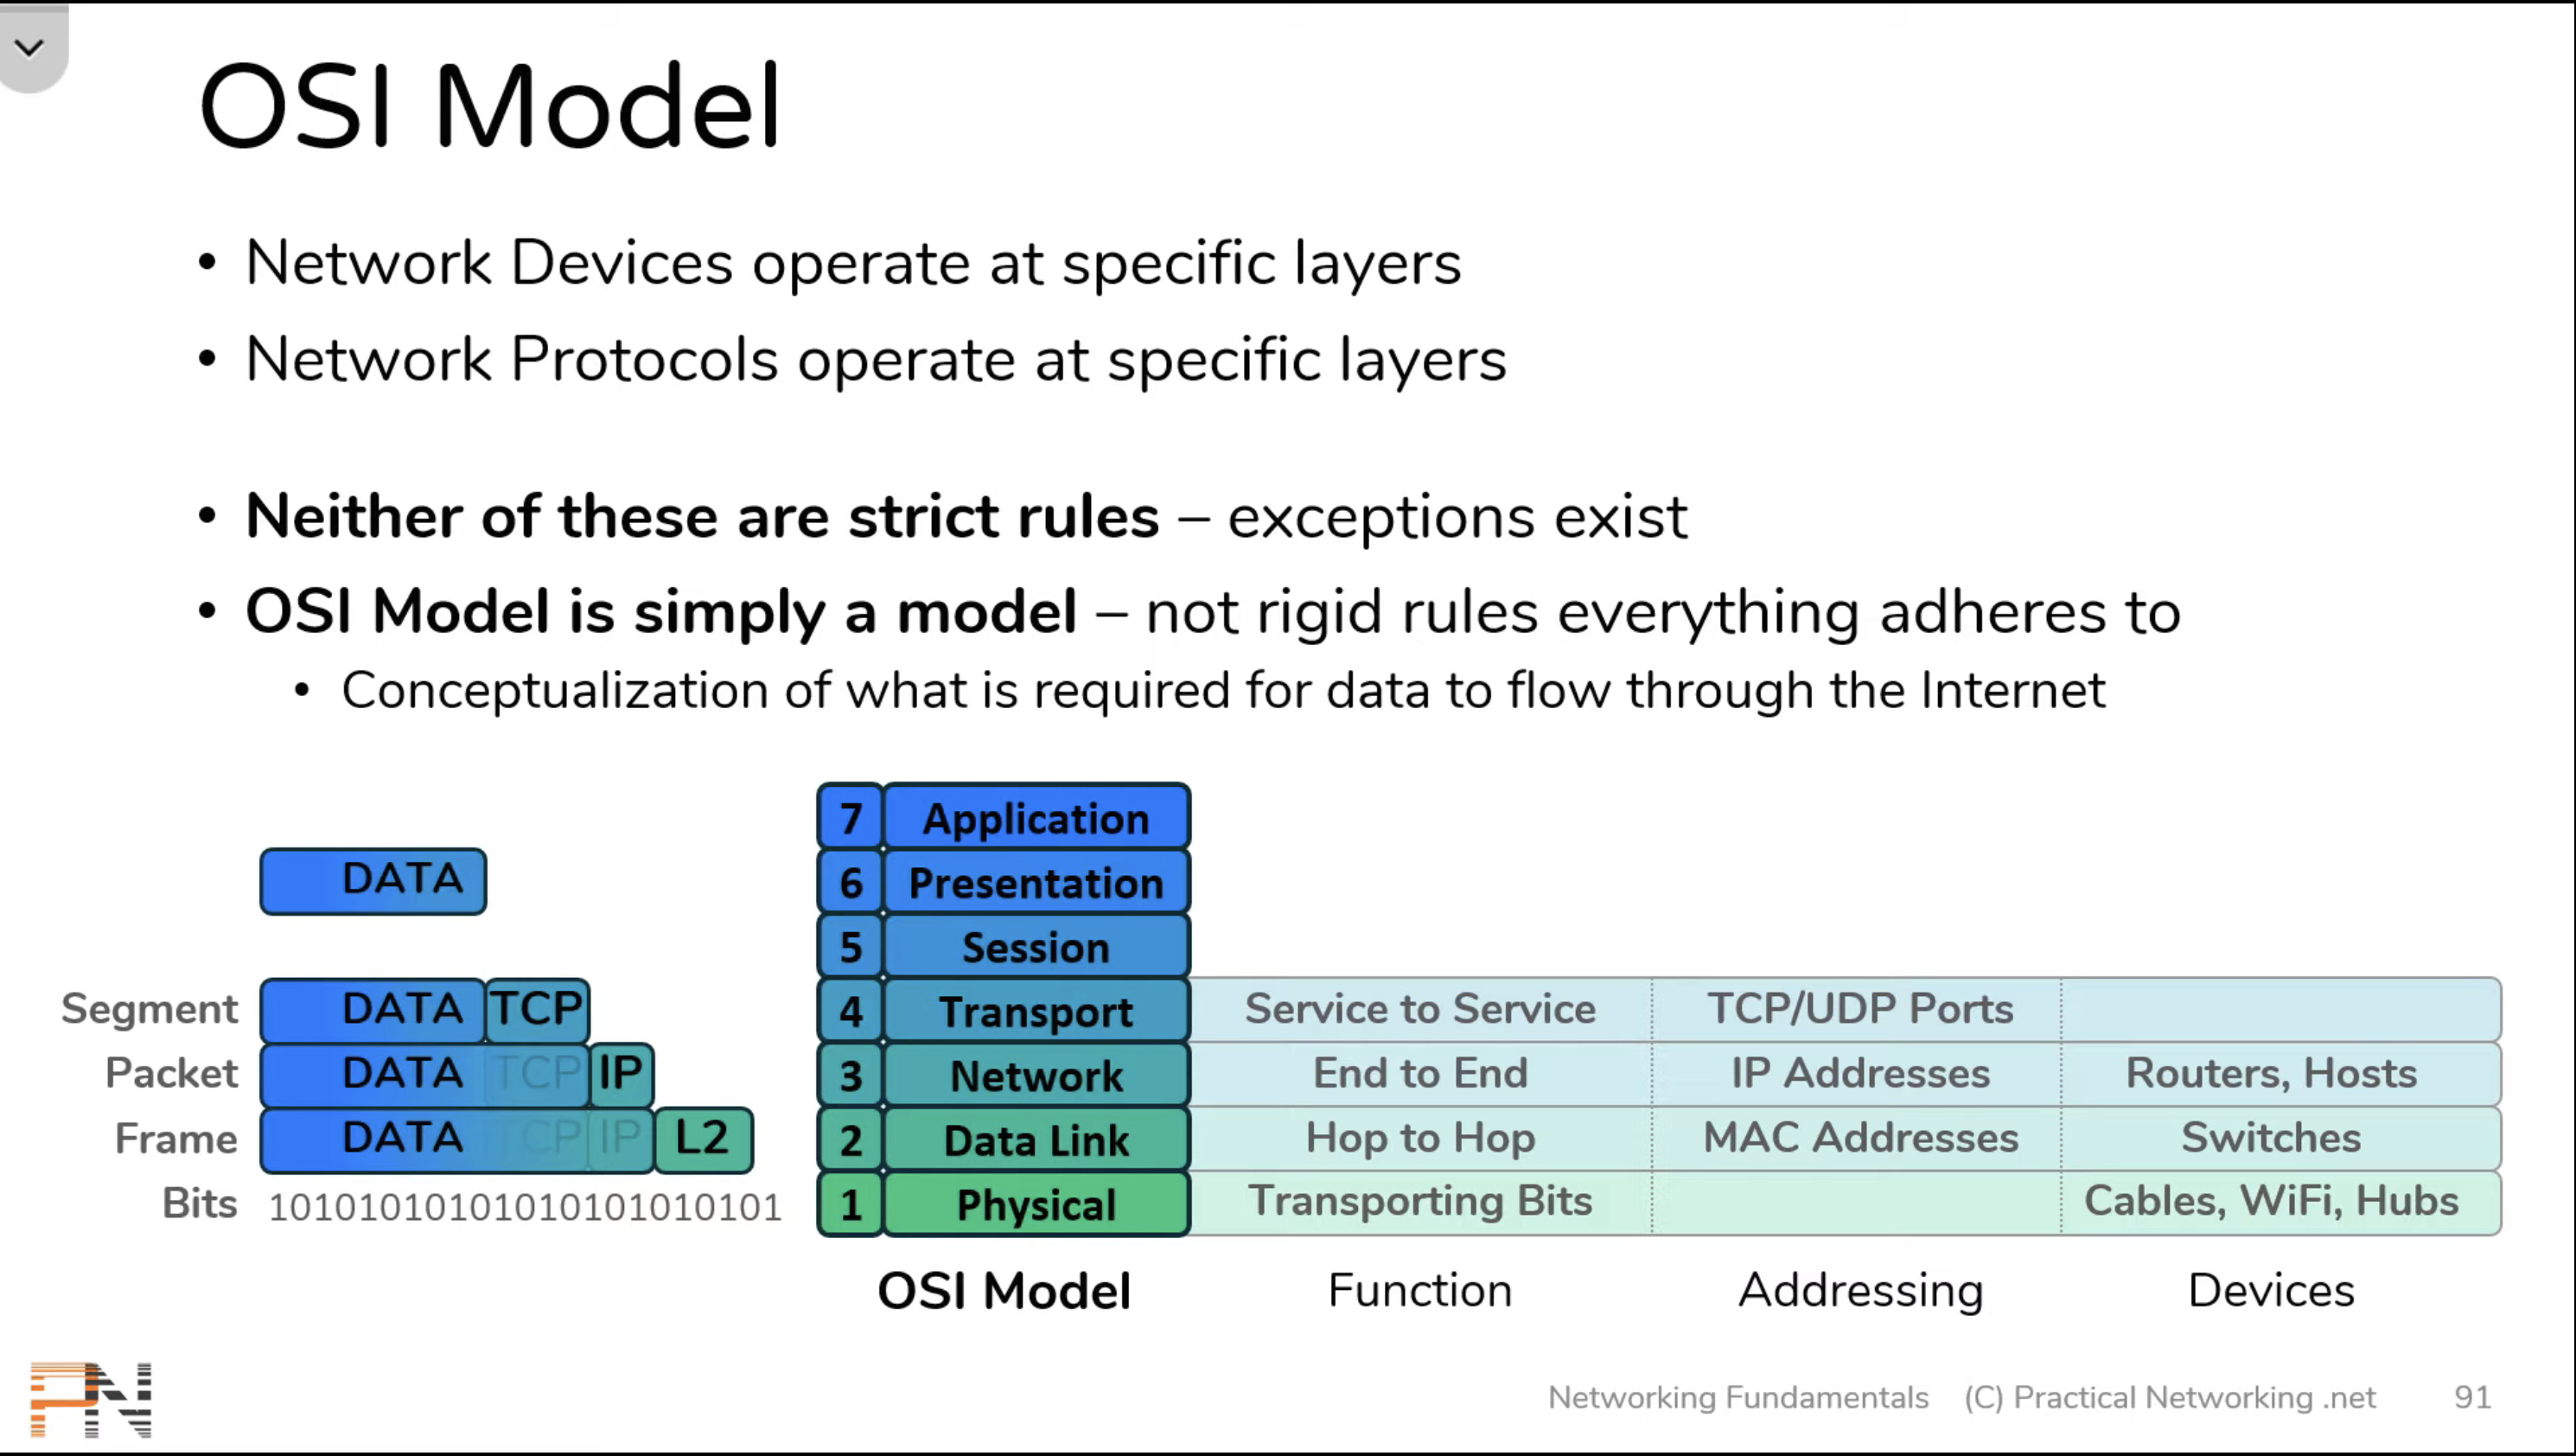 OSI Model
• Network Devices operate at specific layers
• Network Protocols operate at specific layers
• Neither of these are strict rules – exceptions exist
• OSI Model is simply a model – not rigid rules everything adheres to
• Conceptualization of what is required for data to flow through the Internet
7 Application
DATA 6 Presentation
5 Session
Segment DATA TCP 4 Transport Service to Service TCP/UDP Ports
Packet DATA TCP IP 3 Network End to End IP Addresses Routers, Hosts
Frame DATA TCP IP L2 2 Data Link Hop to Hop MAC Addresses Switches
Bits 10101010101010101010101 1 Physical Transporting Bits Cables, WiFi, Hubs
OSI Model Function Addressing Devices
PN Networking Fundamentals (C) Practical Networking .net 91